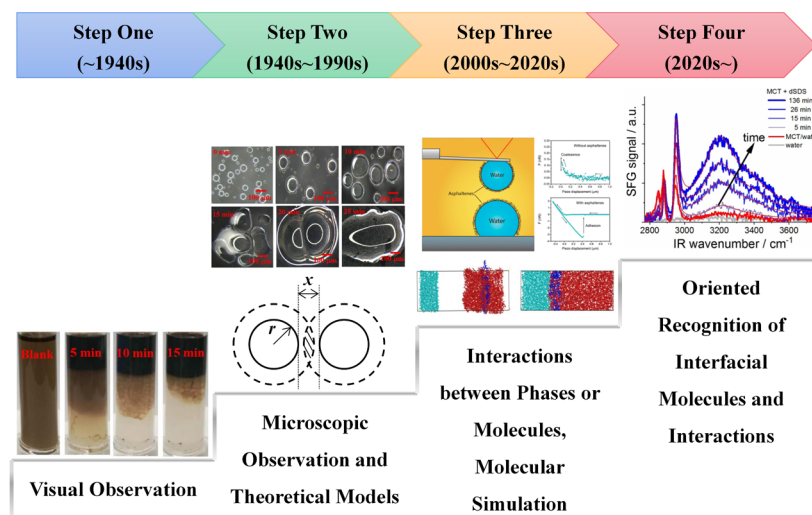 Step One
(~1940s)
Step Two
(1940s~1990s)
Step Three
(2000s~2020s)
Step Four
(2020s~)
Blank
5 min
10 min
15 min
Visual Observation
x
r
Microscopic
Observation and
Theoretical Models
Water
Asphaltenes
Water
Without asphaltenes
Coalescence
Piezo displacement (μm)
With asphaltenes
Adhesion
Interactions
between Phases or
Molecules,
Molecular
Simulation
MCT + dSDS
136 min
26 min
15 min
5 min
MCT/water
water
time
SFG signal / a.u.
2800 3000 3200 3400 3600
IR wavenumber / cm⁻¹
Oriented
Recognition of
Interfacial
Molecules and
Interactions